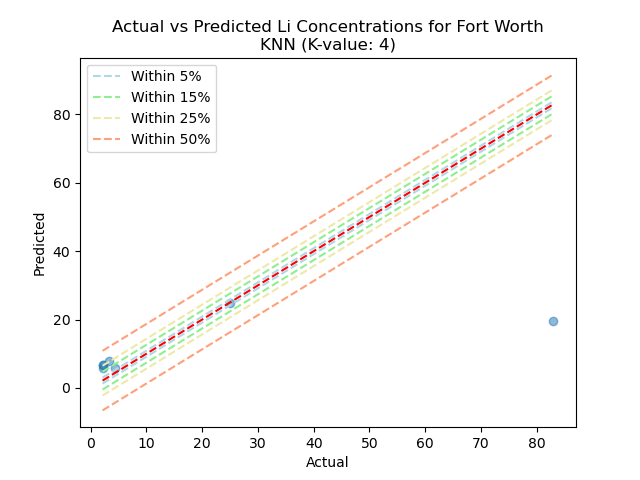 Actual vs Predicted Li Concentrations for Fort Worth
KNN (K-value: 4)
Within 5%
Within 15%
Within 25%
Within 50%
Predicted
80
60
40
20
0
0 10 20 30 40 50 60 70 80
Actual